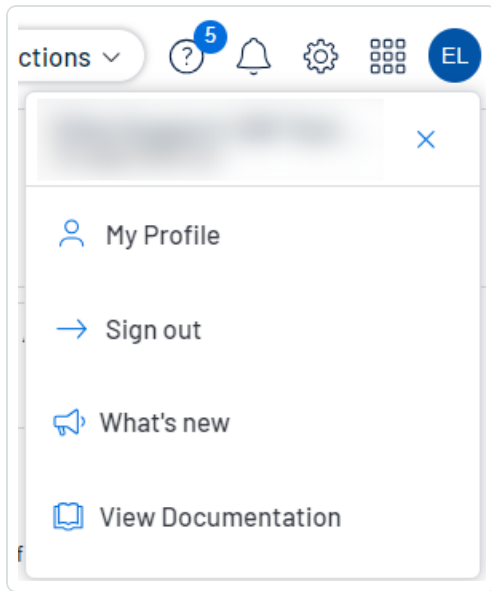 ctions
5
EL
My Profile
Sign out
What's new
View Documentation
f